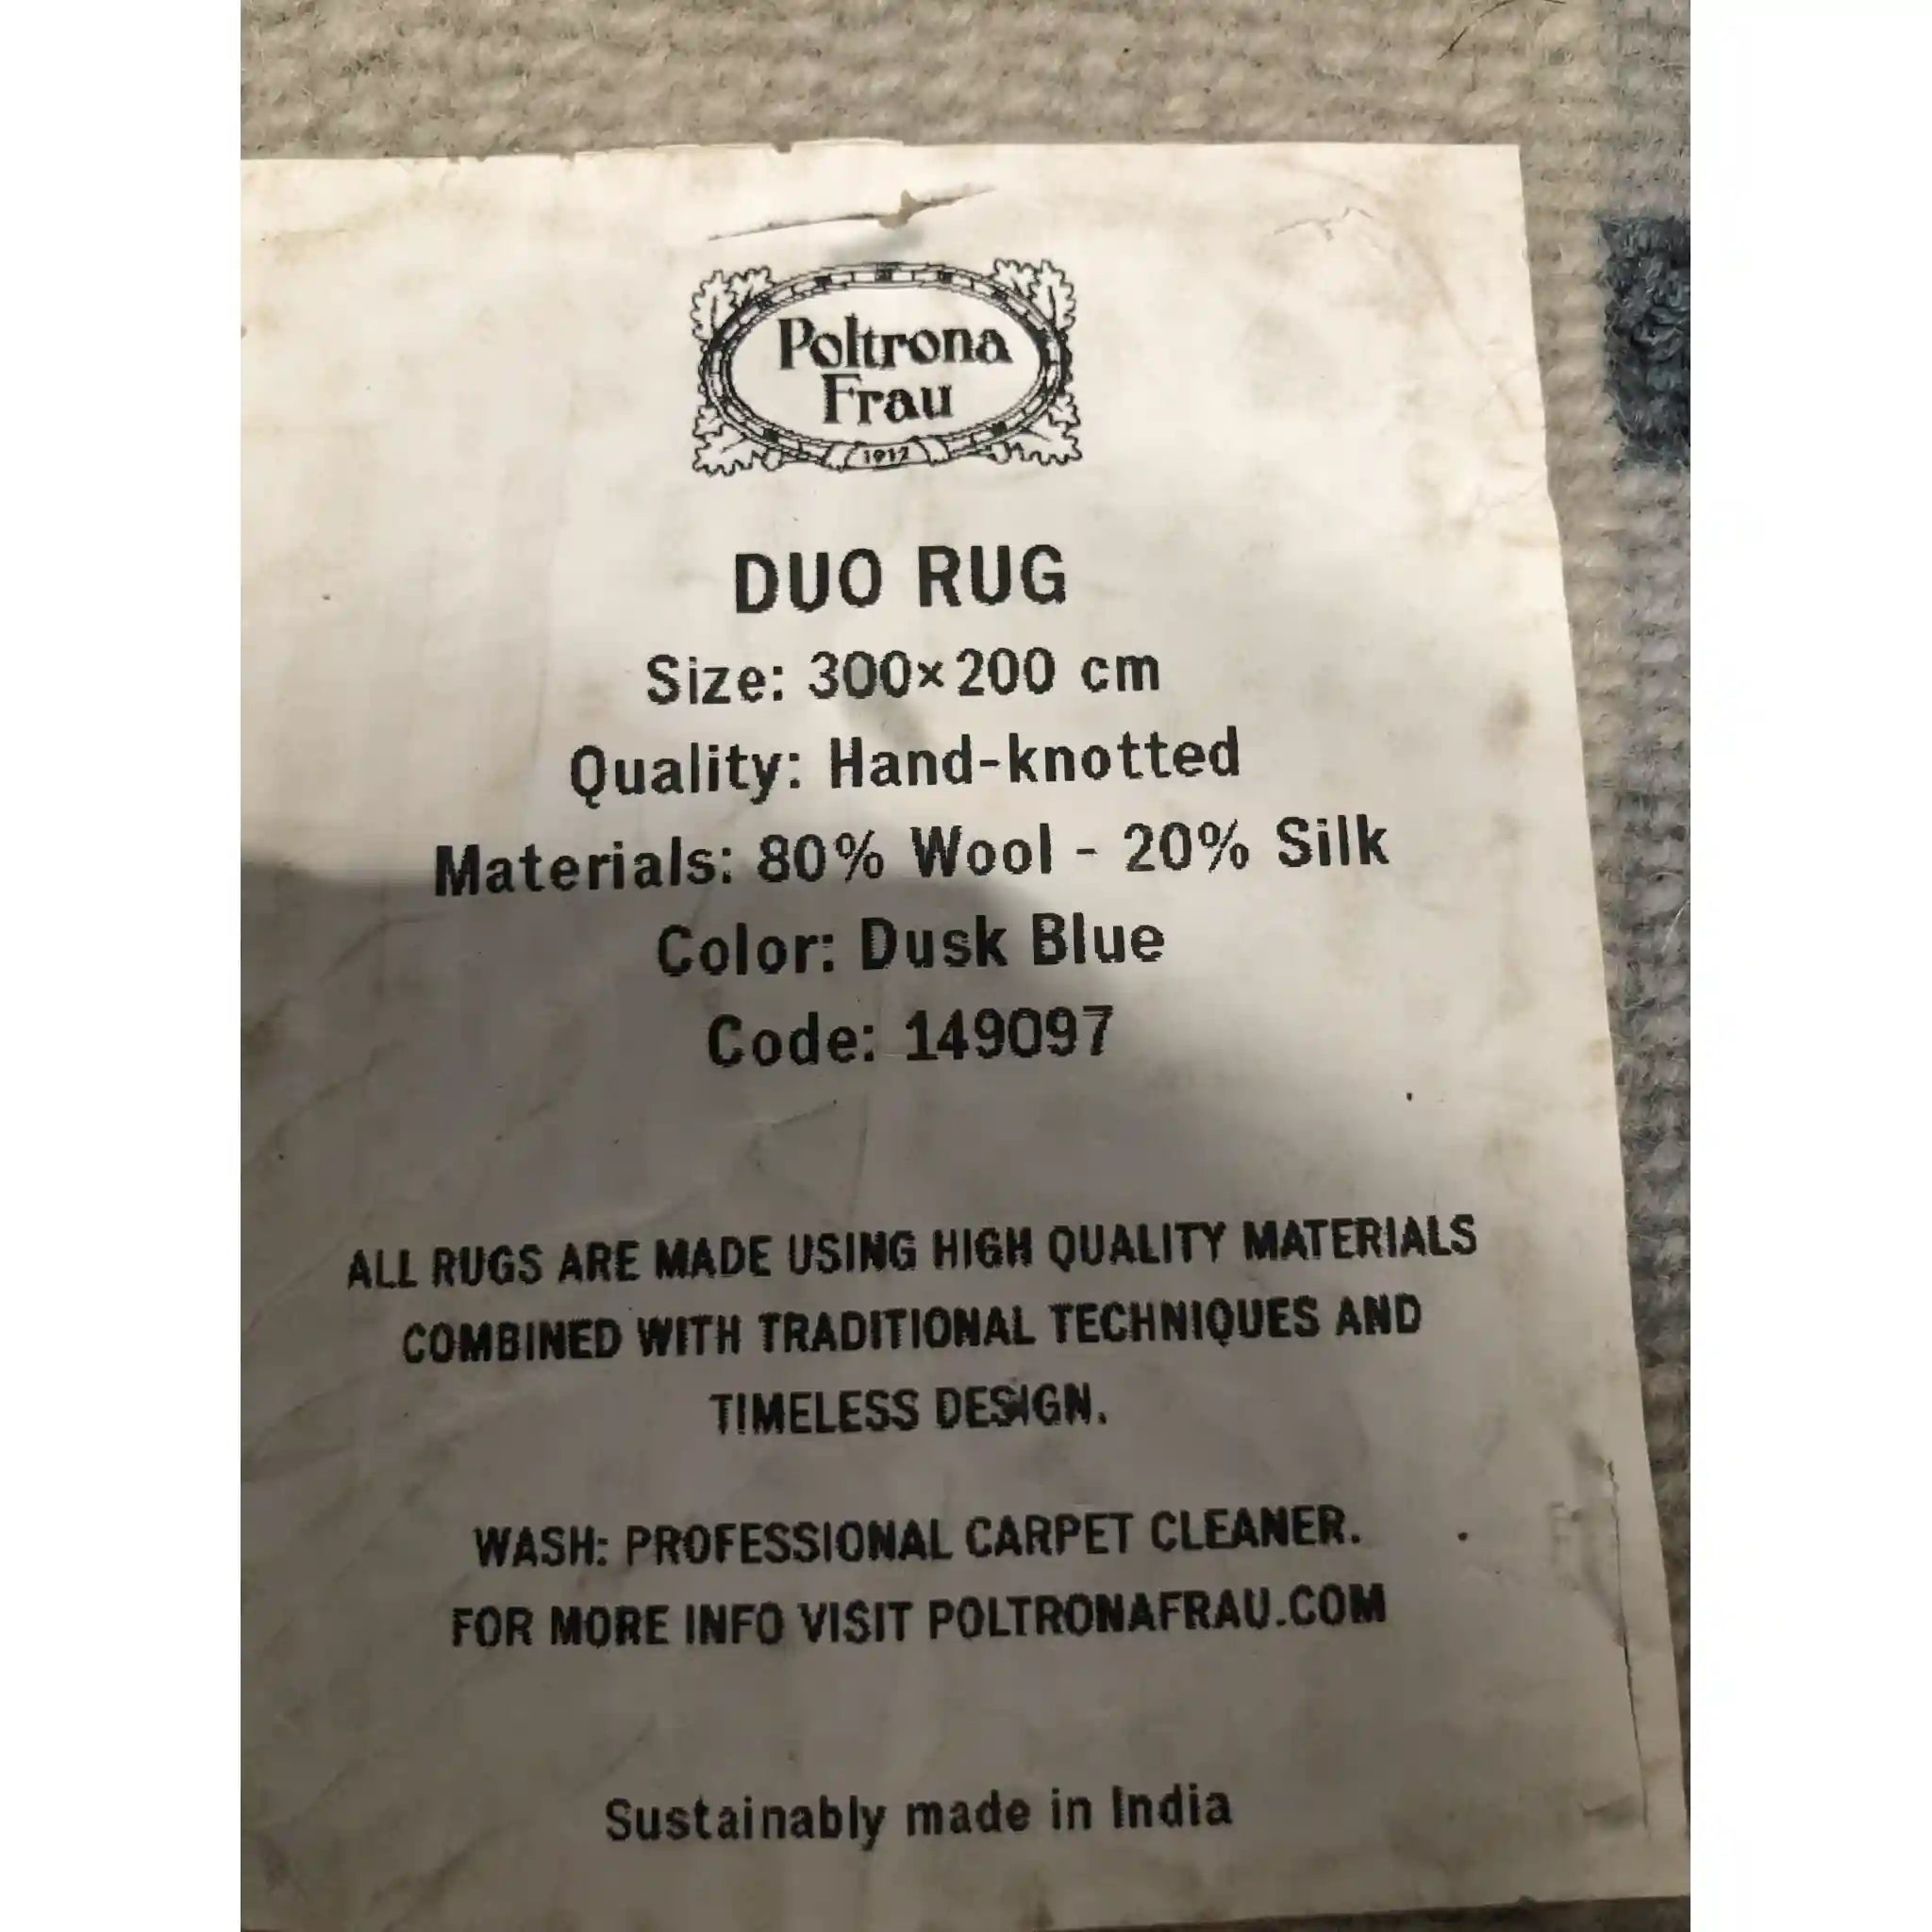 Poltrona
Frau
1912
DUO RUG
Size: 300×200 cm
Quality: Hand-knotted
Materials: 80% Wool - 20% Silk
Color: Dusk Blue
Code: 149097
ALL RUGS ARE MADE USING HIGH QUALITY MATERIALS
COMBINED WITH TRADITIONAL TECHNIQUES AND
TIMELESS DESIGN.
WASH: PROFESSIONAL CARPET CLEANER.
FOR MORE INFO VISIT POLTRONAFRAU.COM
Sustainably made in India